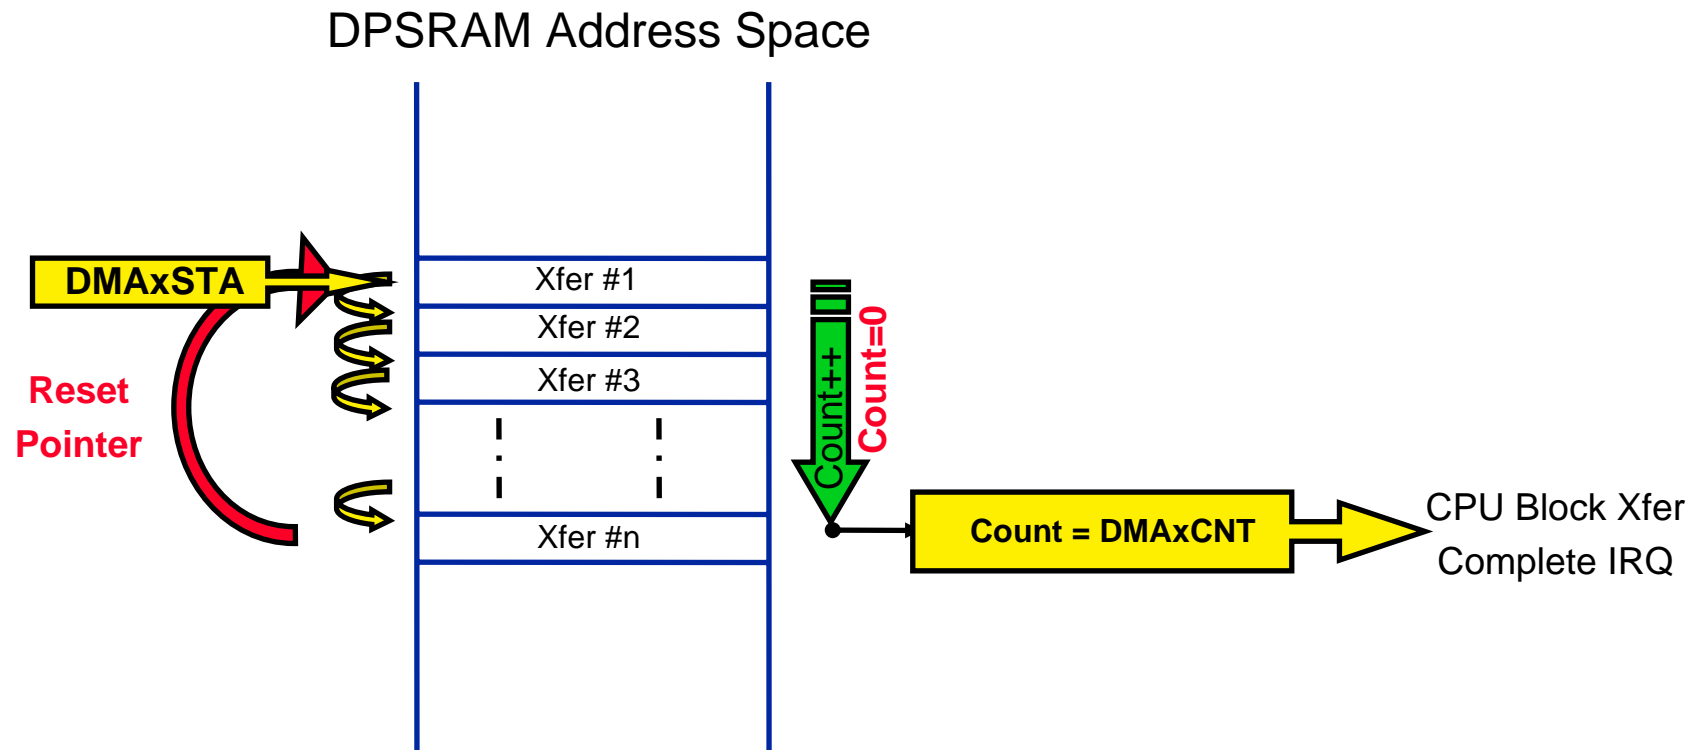 DPSRAM Address Space
DMAxSTA
Xfer #1
Xfer #2
Xfer #3
Xfer #n
Reset
Pointer
Count++
Count=0
Count = DMAxCNT
CPU Block Xfer
Complete IRQ